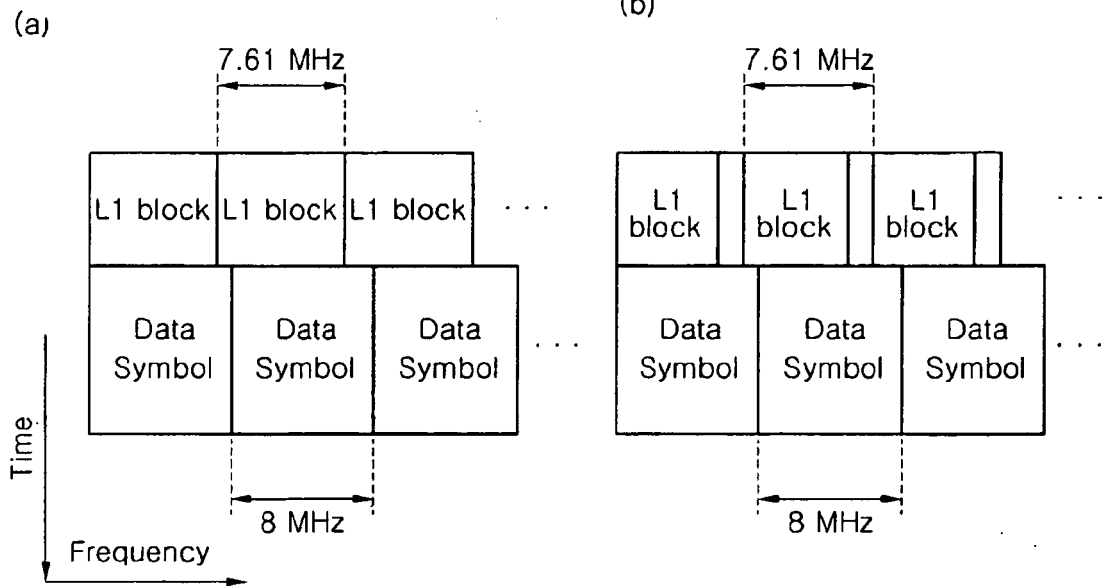 (a)
(b)
7.61 MHz
7.61 MHz
L1 block
L1 block
L1 block
. . .
L1
block
L1
block
L1
block
. . . .
Data
Symbol
Data
Symbol
Data
Symbol
. . .
Data
Symbol
Data
Symbol
Data
Symbol
. . . .
8 MHz
8 MHz
Time
Frequency